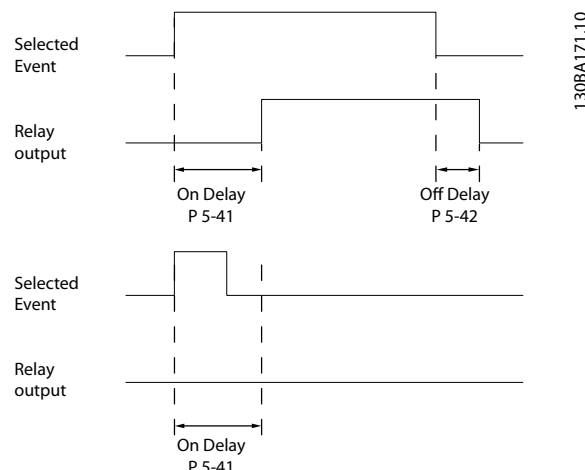 Selected
Event
130BA171.10
Relay
output
On Delay
P 5-41
Off Delay
P 5-42
Selected
Event
Relay
output
On Delay
P 5-41